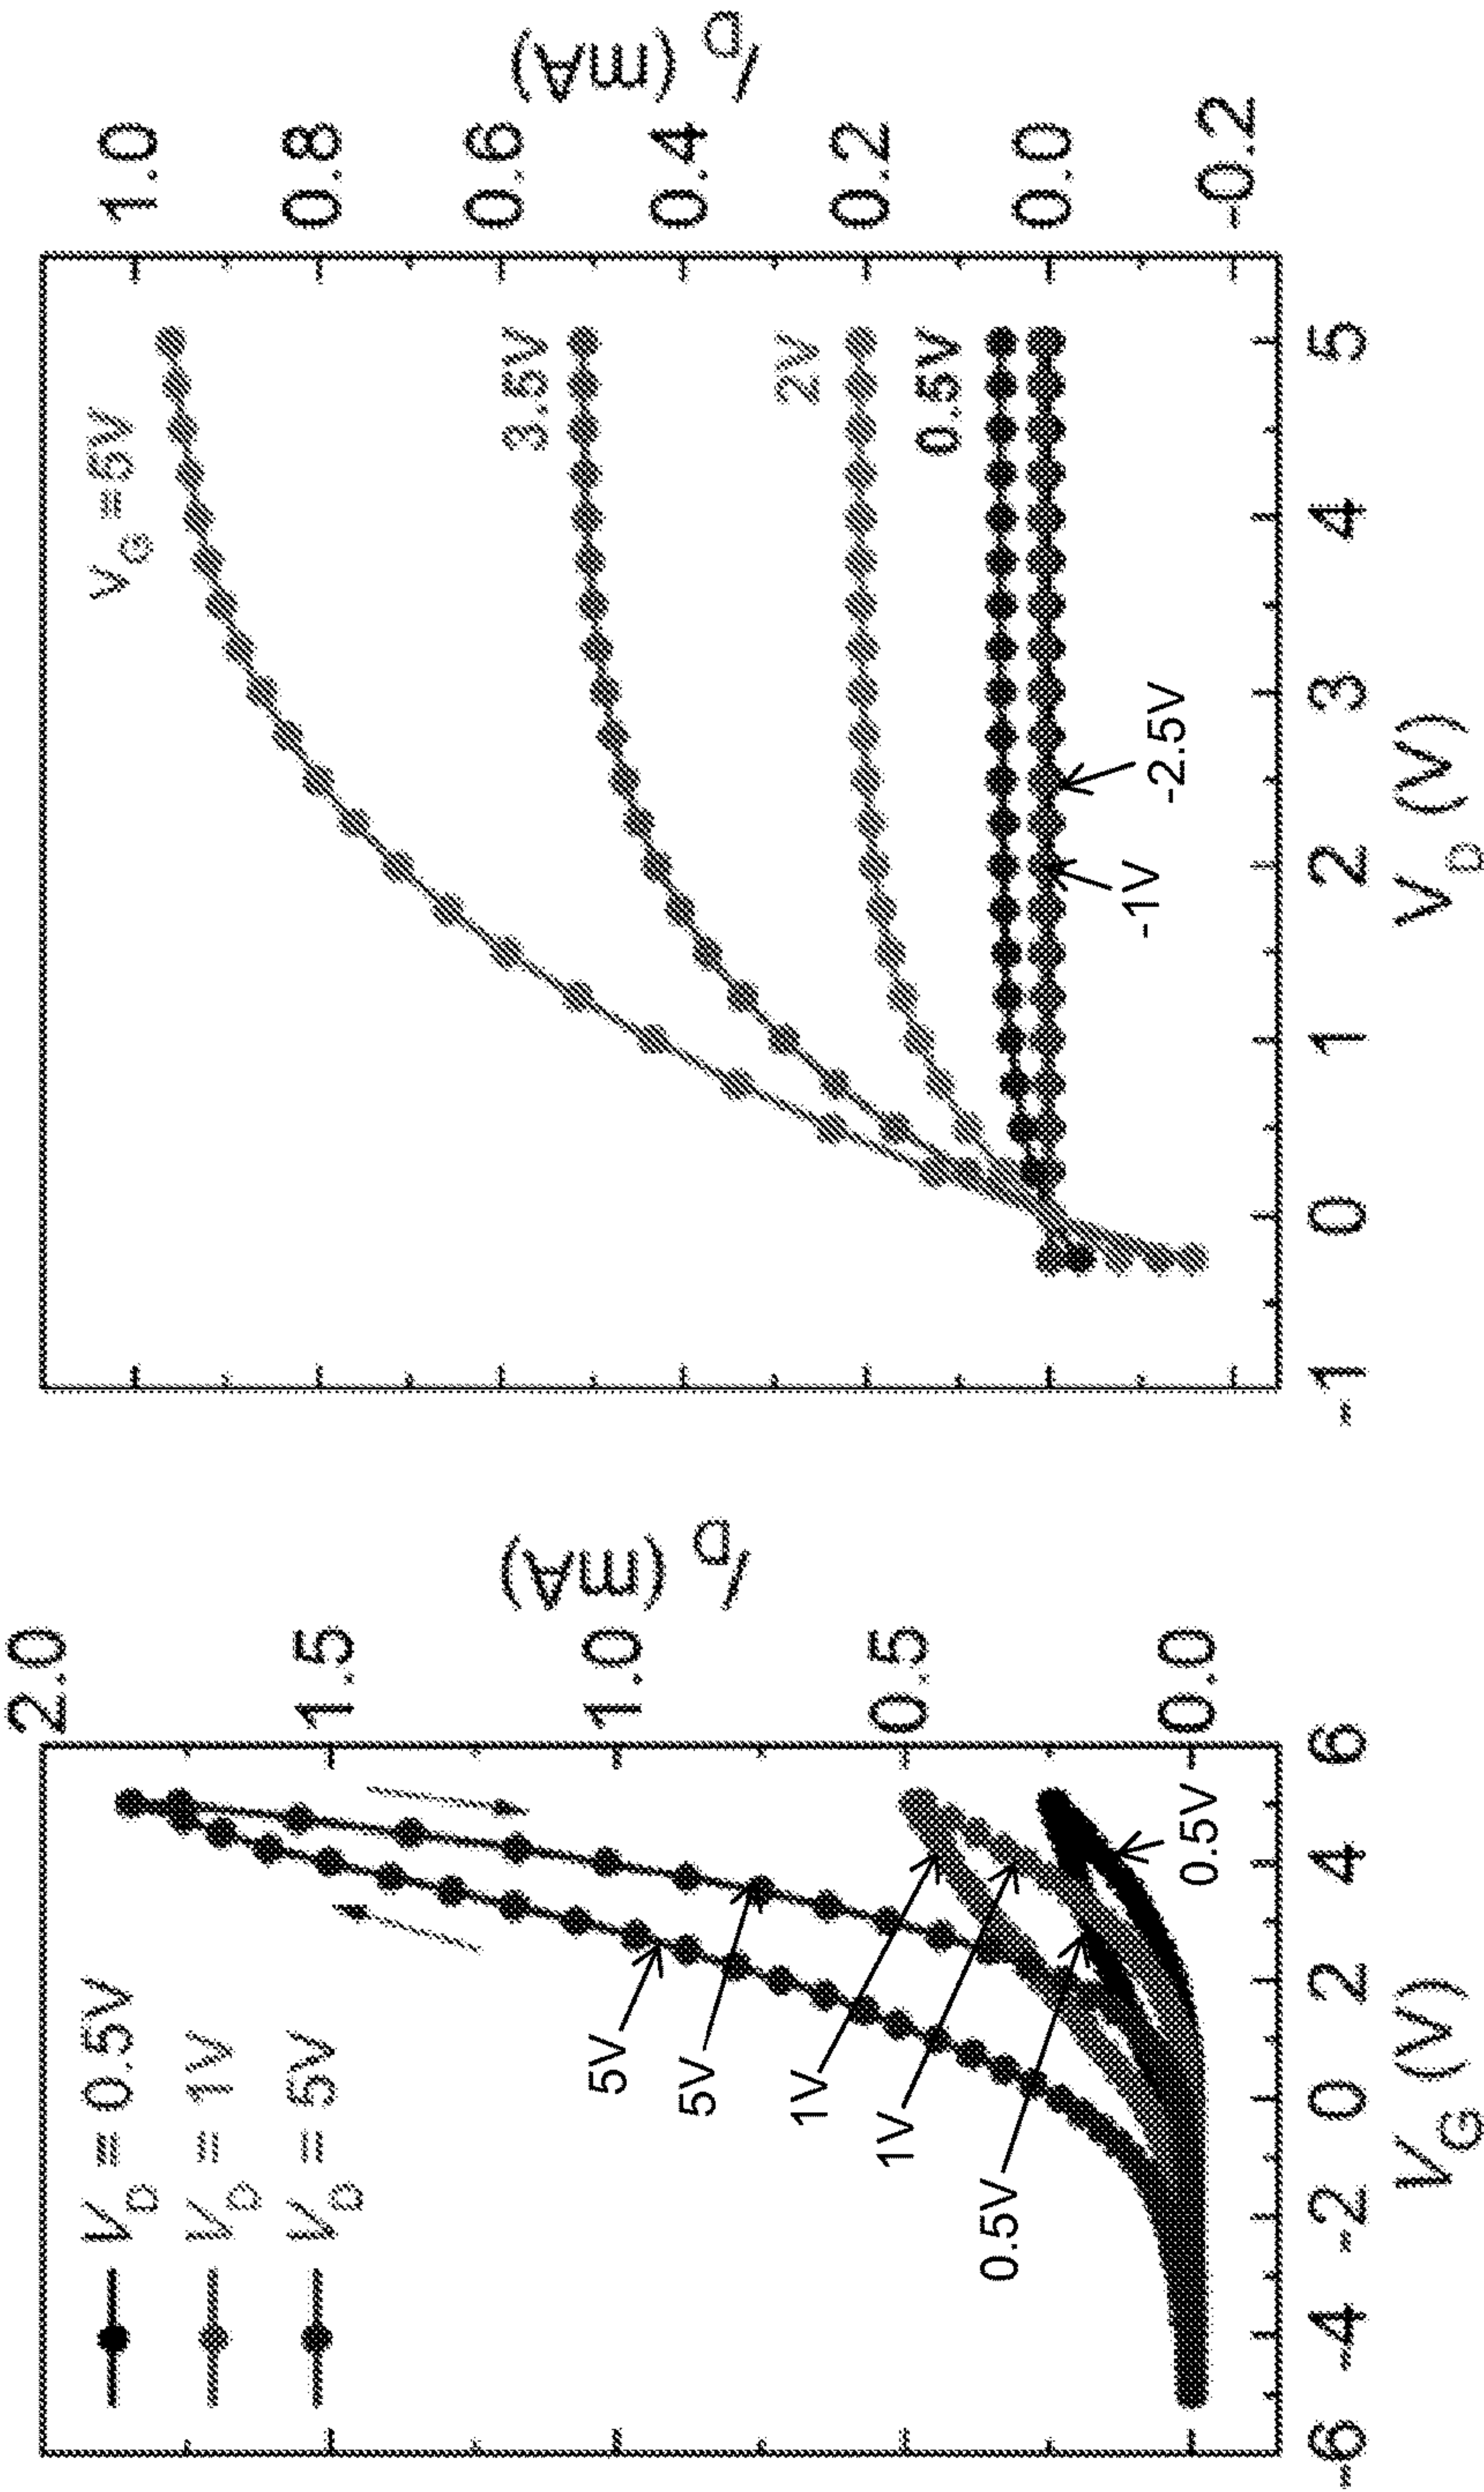 V_D = 0.5V
V_D = 1V
V_D = 5V
5V
5V
1V
1V
0.5V
0.5V
2.0
1.5
1.0
0.5
0.0
I_D (mA)
-6 -4 -2 0 2 4 6
V_G (V)
V_G =5V
3.5V
2V
0.5V
-1V
-2.5V
1.0
0.8
0.6
0.4
0.2
0.0
-0.2
I_D (mA)
-1 0 1 2 3 4 5
V_D (V)